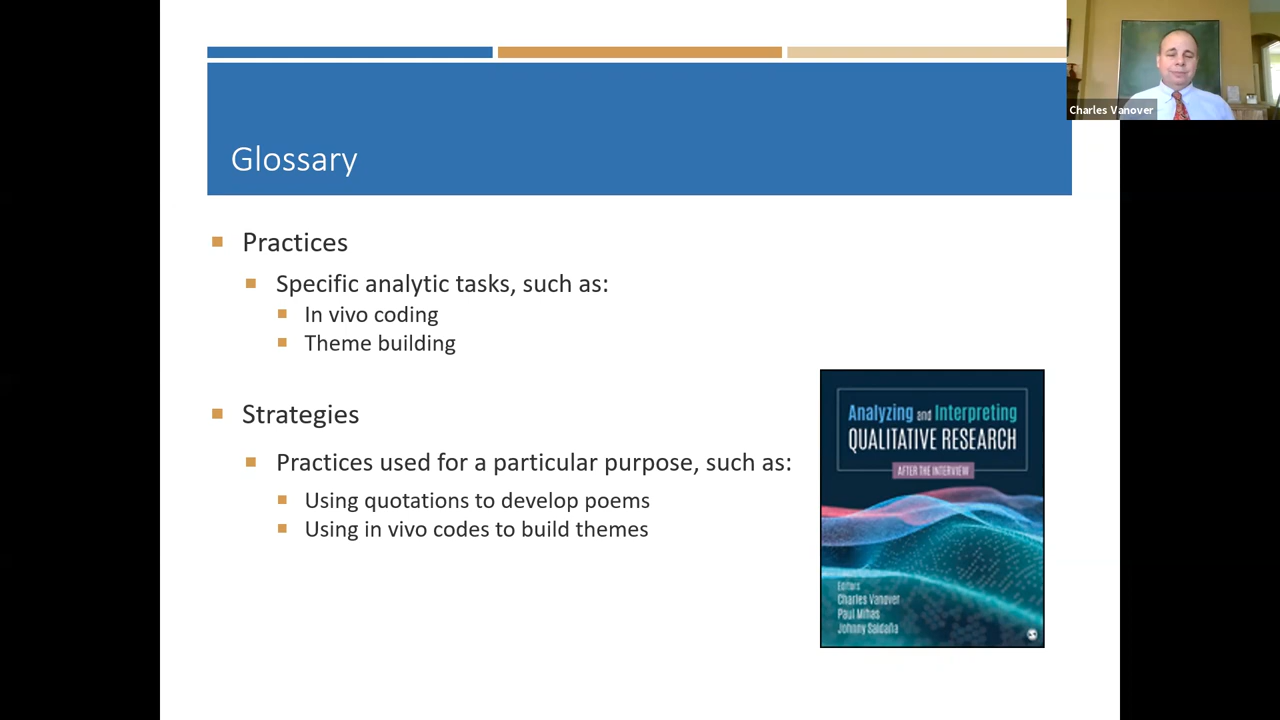 Charles Vanover
Glossary
Practices
Specific analytic tasks, such as:
In vivo coding
Theme building
Strategies
Practices used for a particular purpose, such as:
Using quotations to develop poems
Using in vivo codes to build themes
Analyzing and Interpreting
QUALITATIVE RESEARCH
AFTER THE INTERVIEW
Editors
Charles Vanover
Paul Mihas
Johnny Saldaña